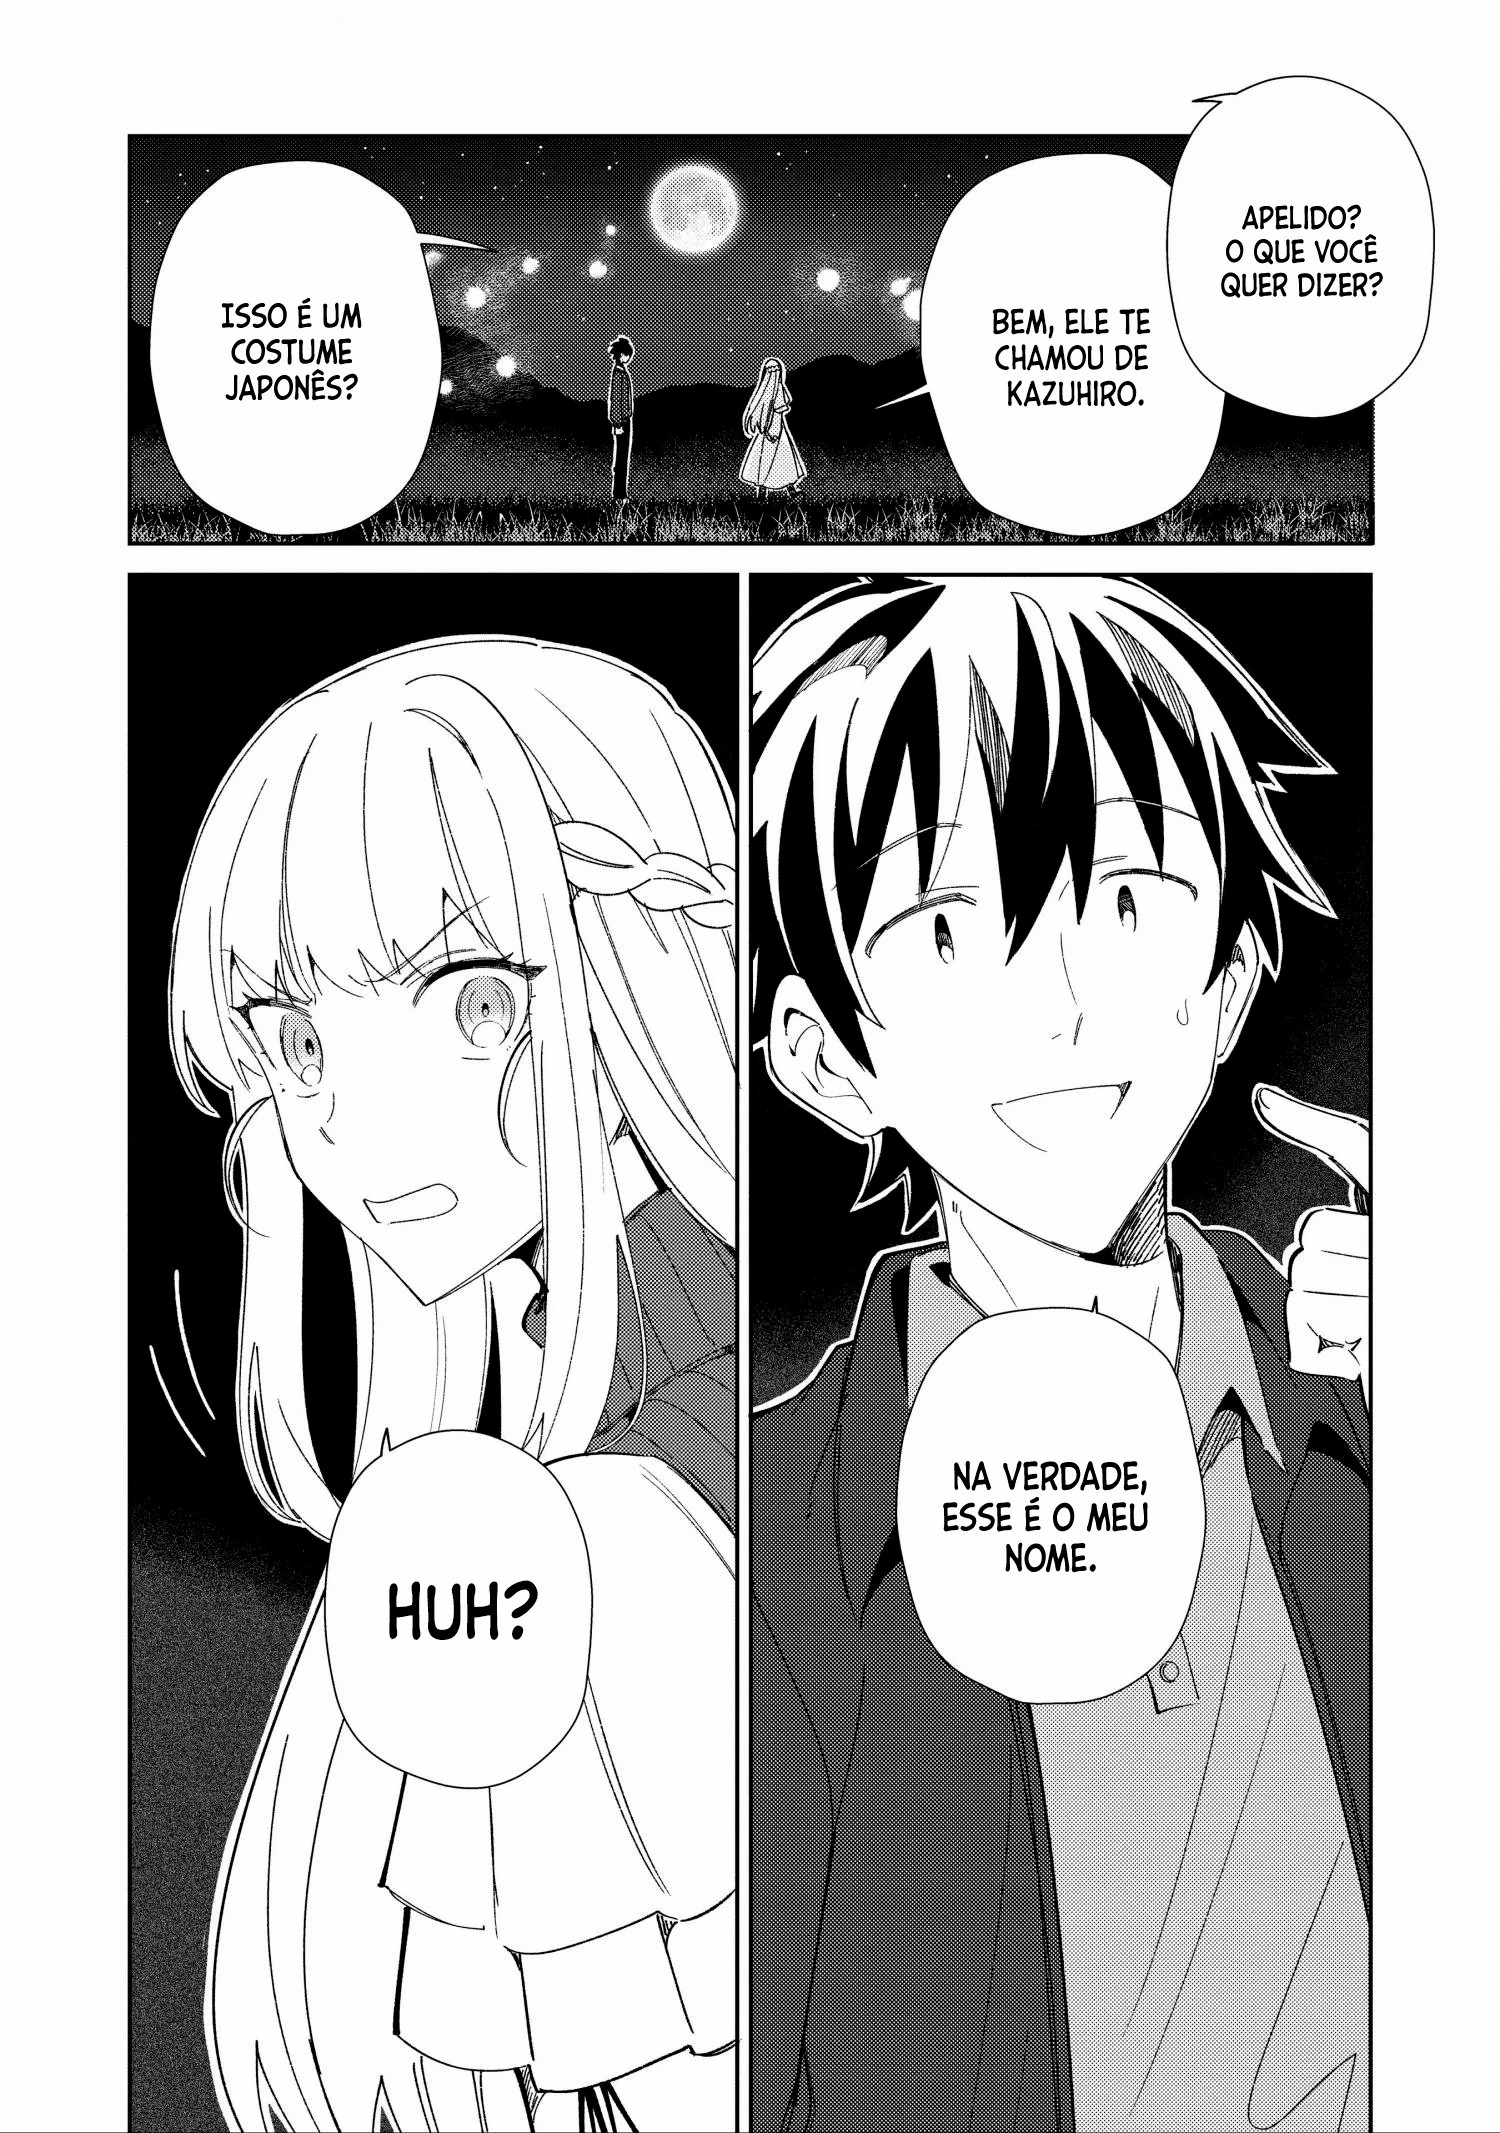 APELIDO?
O QUE VOCÊ
QUER DIZER?
BEM, ELE TE
CHAMOU DE
KAZUHIRO.
ISSO É UM
COSTUME
JAPONÊS?
NA VERDADE,
ESSE É O MEU
NOME.
HUH?